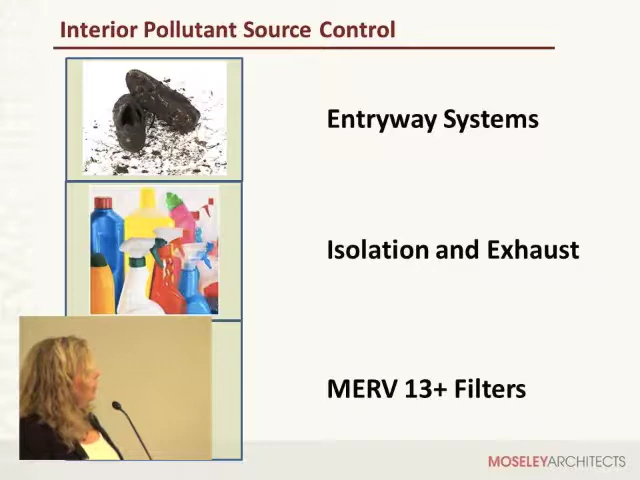 Interior Pollutant Source Control
Entryway Systems
Isolation and Exhaust
MERV 13+ Filters
MOSELEYARCHITECTS